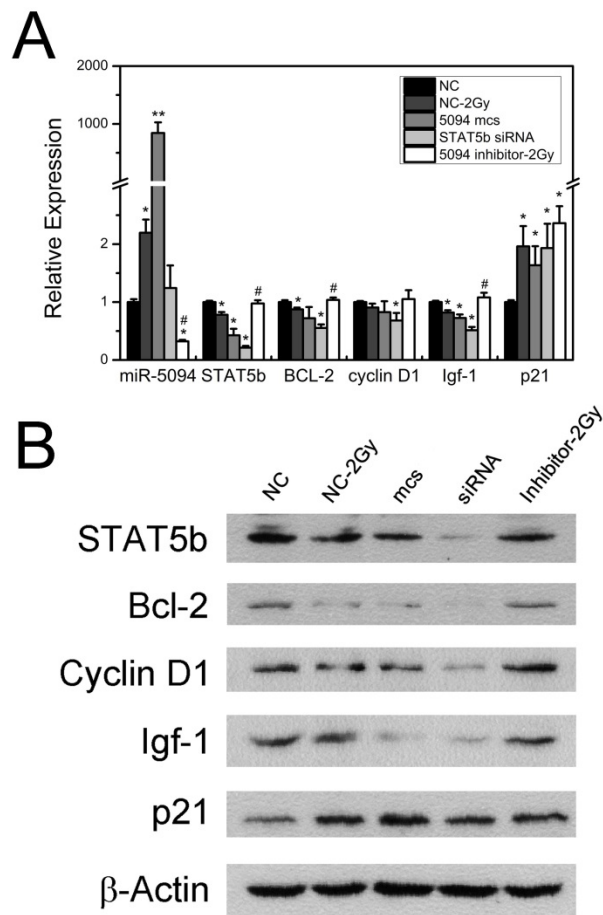 A
Relative Expression
2000
1000
2
1
0
NC
NC-2Gy
5094 mcs
STAT5b siRNA
5094 inhibitor-2Gy
* ** # *
* * * #
* * #
*
* * * #
* * * *
miR-5094 STAT5b BCL-2 cyclin D1 Igf-1 p21
B
NC NC-2Gy mcs siRNA Inhibitor-2Gy
STAT5b
Bcl-2
Cyclin D1
Igf-1
p21
β-Actin